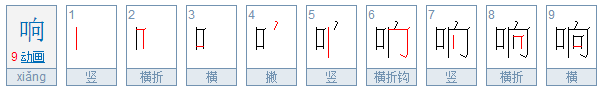 响 1 2 3 4 5 6 7 8 9
9 动画
xiǎng 竖 横折 横 撇 竖 横折钩 竖 横折 横